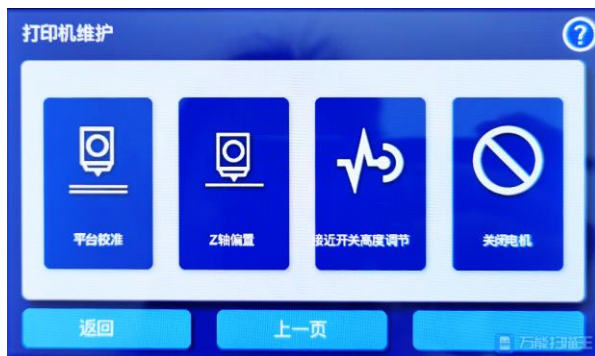 打印机维护
?
平台校准
Z轴偏置
接近开关高度调节
关闭电机
返回
上一页
万能扫描王